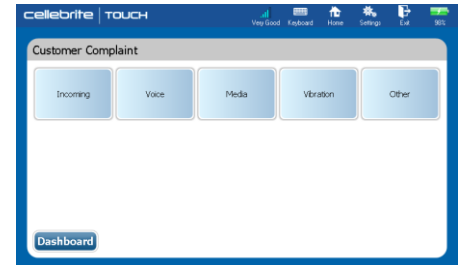 cellebrite | TOUCH
Very Good Keyboard Home Settings Exit 96%
Customer Complaint
Incoming Voice Media Vibration Other
Dashboard